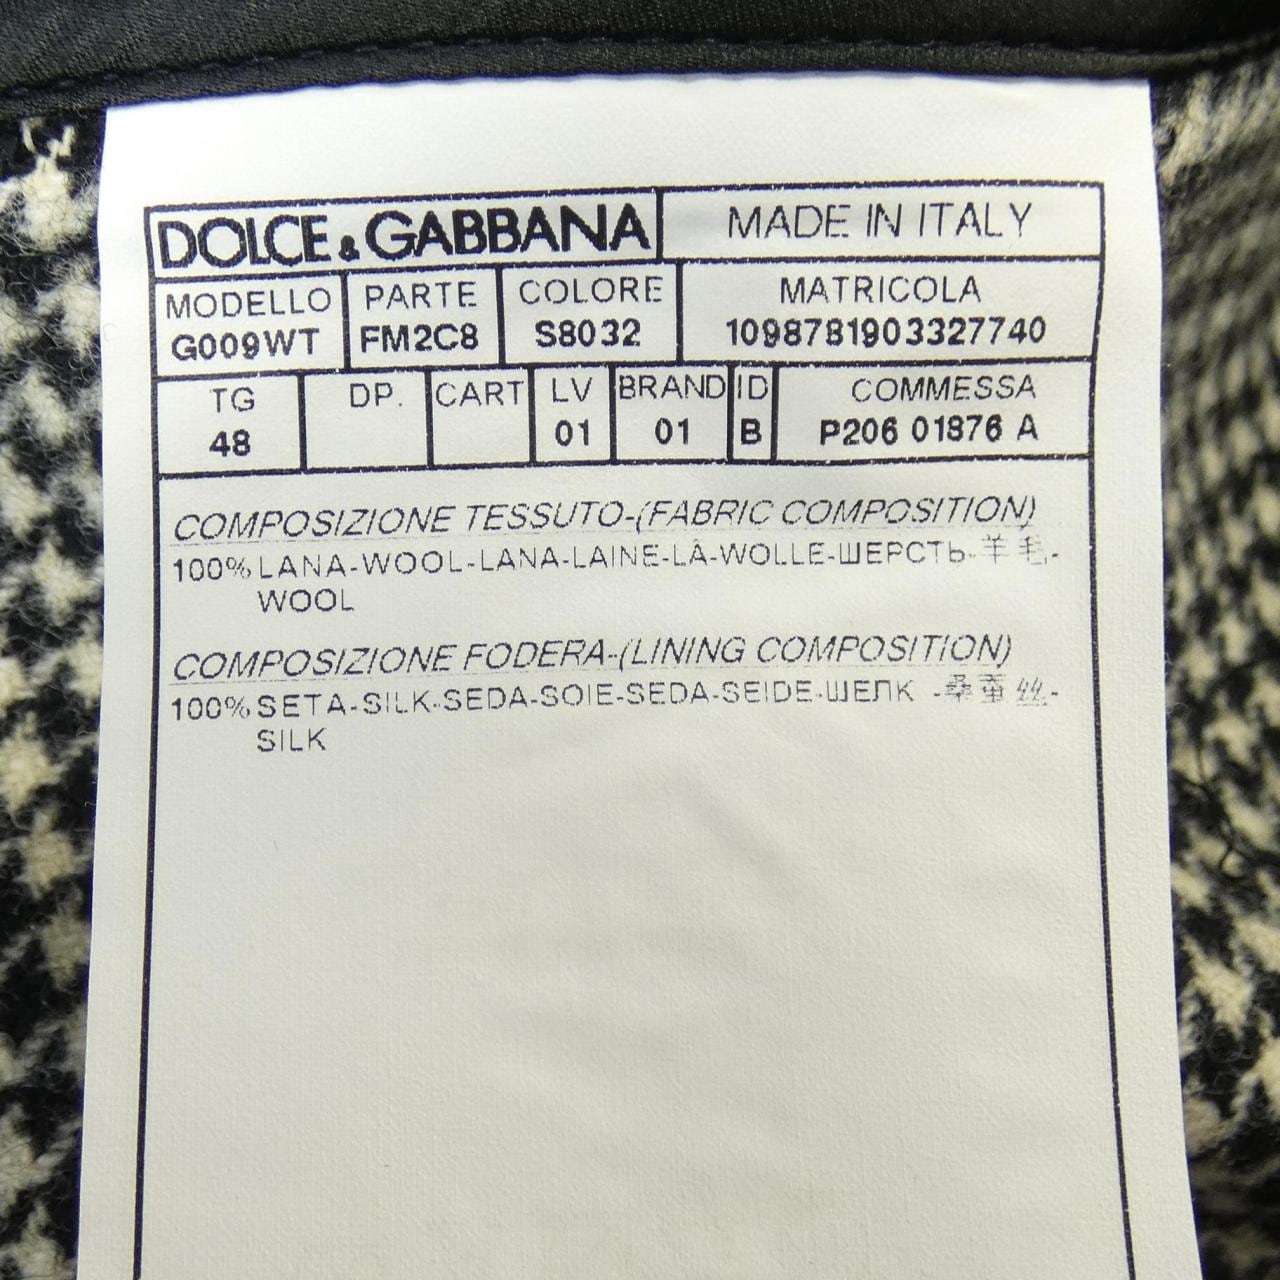 DOLCE & GABBANA MADE IN ITALY
MODELLO PARTE COLORE MATRICOLA
G009WT FM2C8 S8032 1098781903327740
TG DP. CART LV BRAND ID COMMESSA
48 01 01 B P206 01876 A
COMPOSIZIONE TESSUTO-(FABRIC COMPOSITION)
100% LANA-WOOL-LANA-LAINE-LÃ-WOLLE-ШЕРСТЬ-羊毛-
WOOL
COMPOSIZIONE FODERA-(LINING COMPOSITION)
100% SETA-SILK-SEDA-SOIE-SEDA-SEIDE-ШЕЛК -桑蚕丝-
SILK